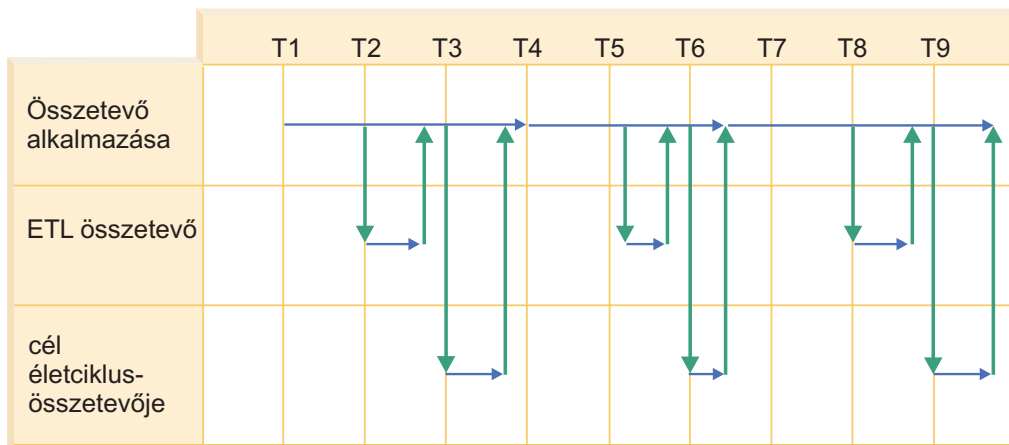 T1 T2 T3 T4 T5 T6 T7 T8 T9
Összetevő
alkalmazása
ETL összetevő
cél
életciklus-
összetevője